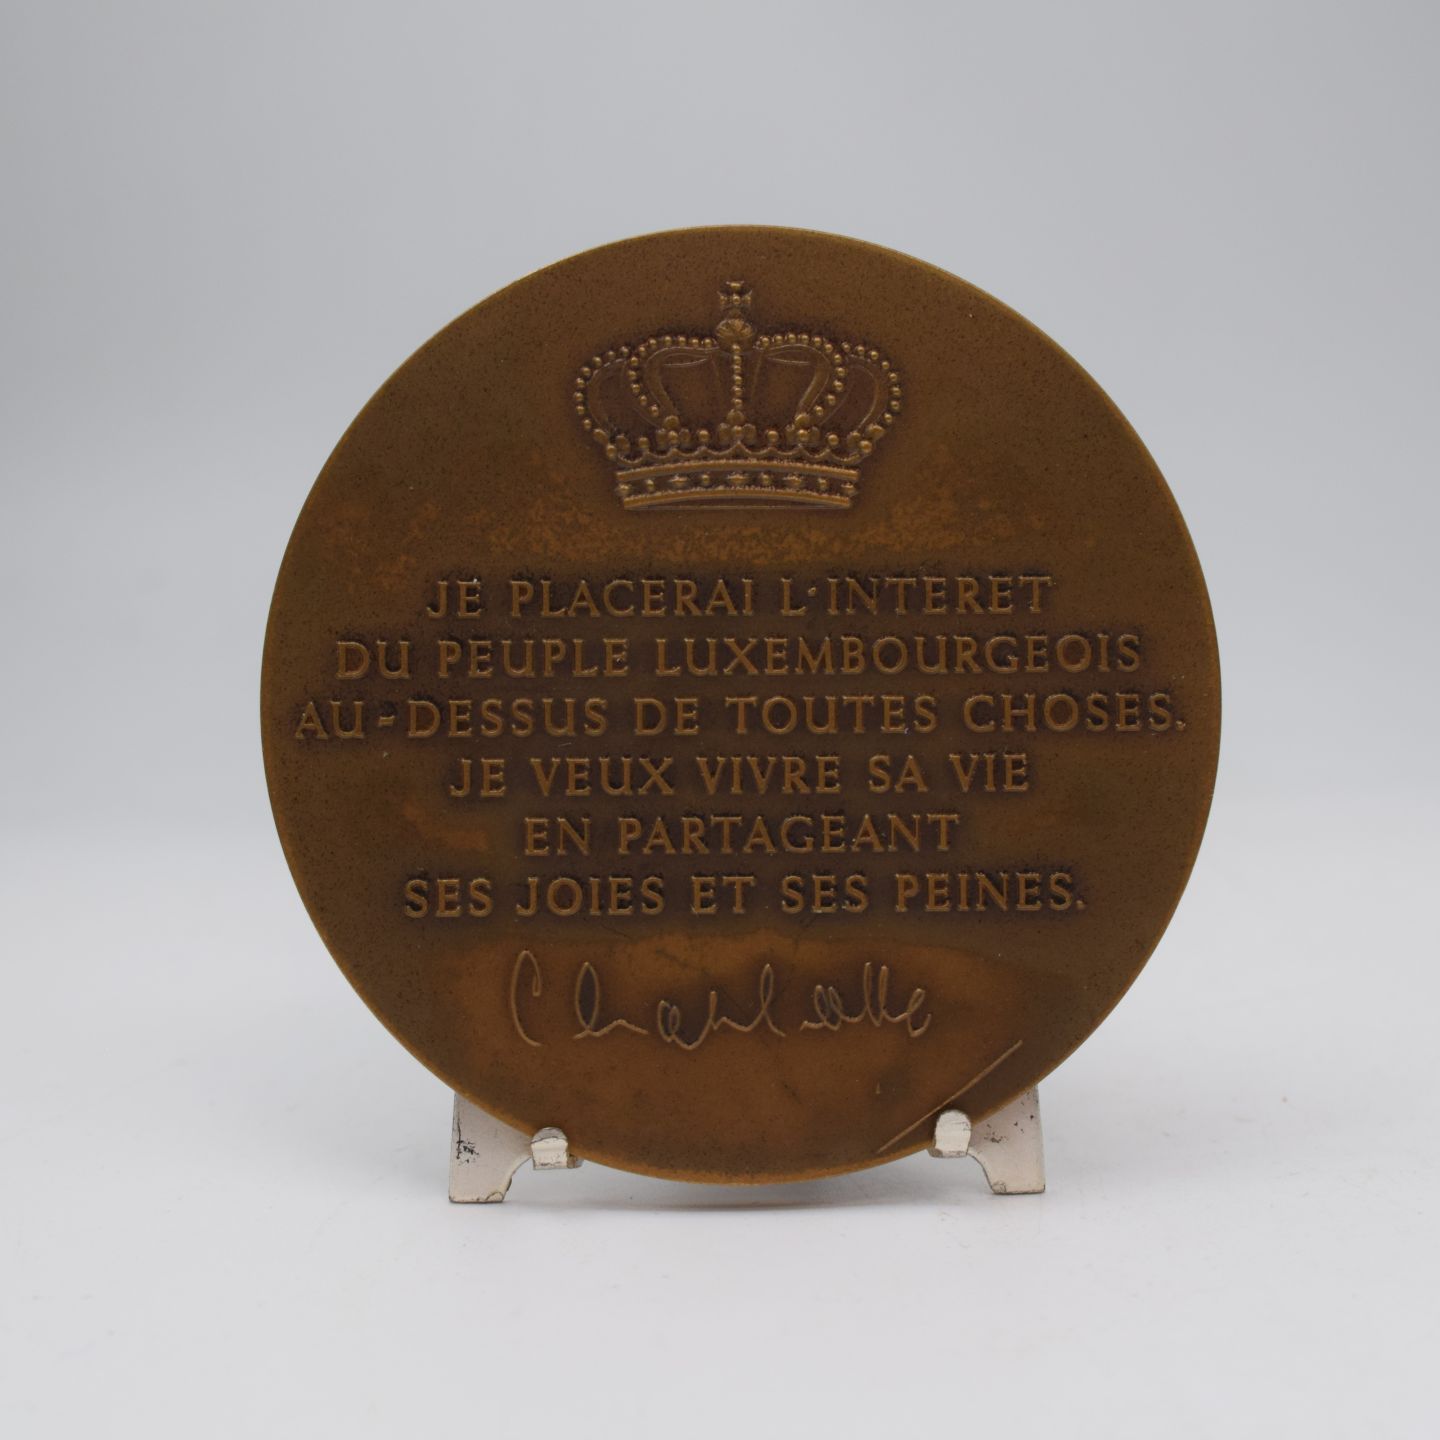 JE PLACERAI L'INTERET
DU PEUPLE LUXEMBOURGEOIS
AU-DESSUS DE TOUTES CHOSES.
JE VEUX VIVRE SA VIE
EN PARTAGEANT
SES JOIES ET SES PEINES.
Charlotte